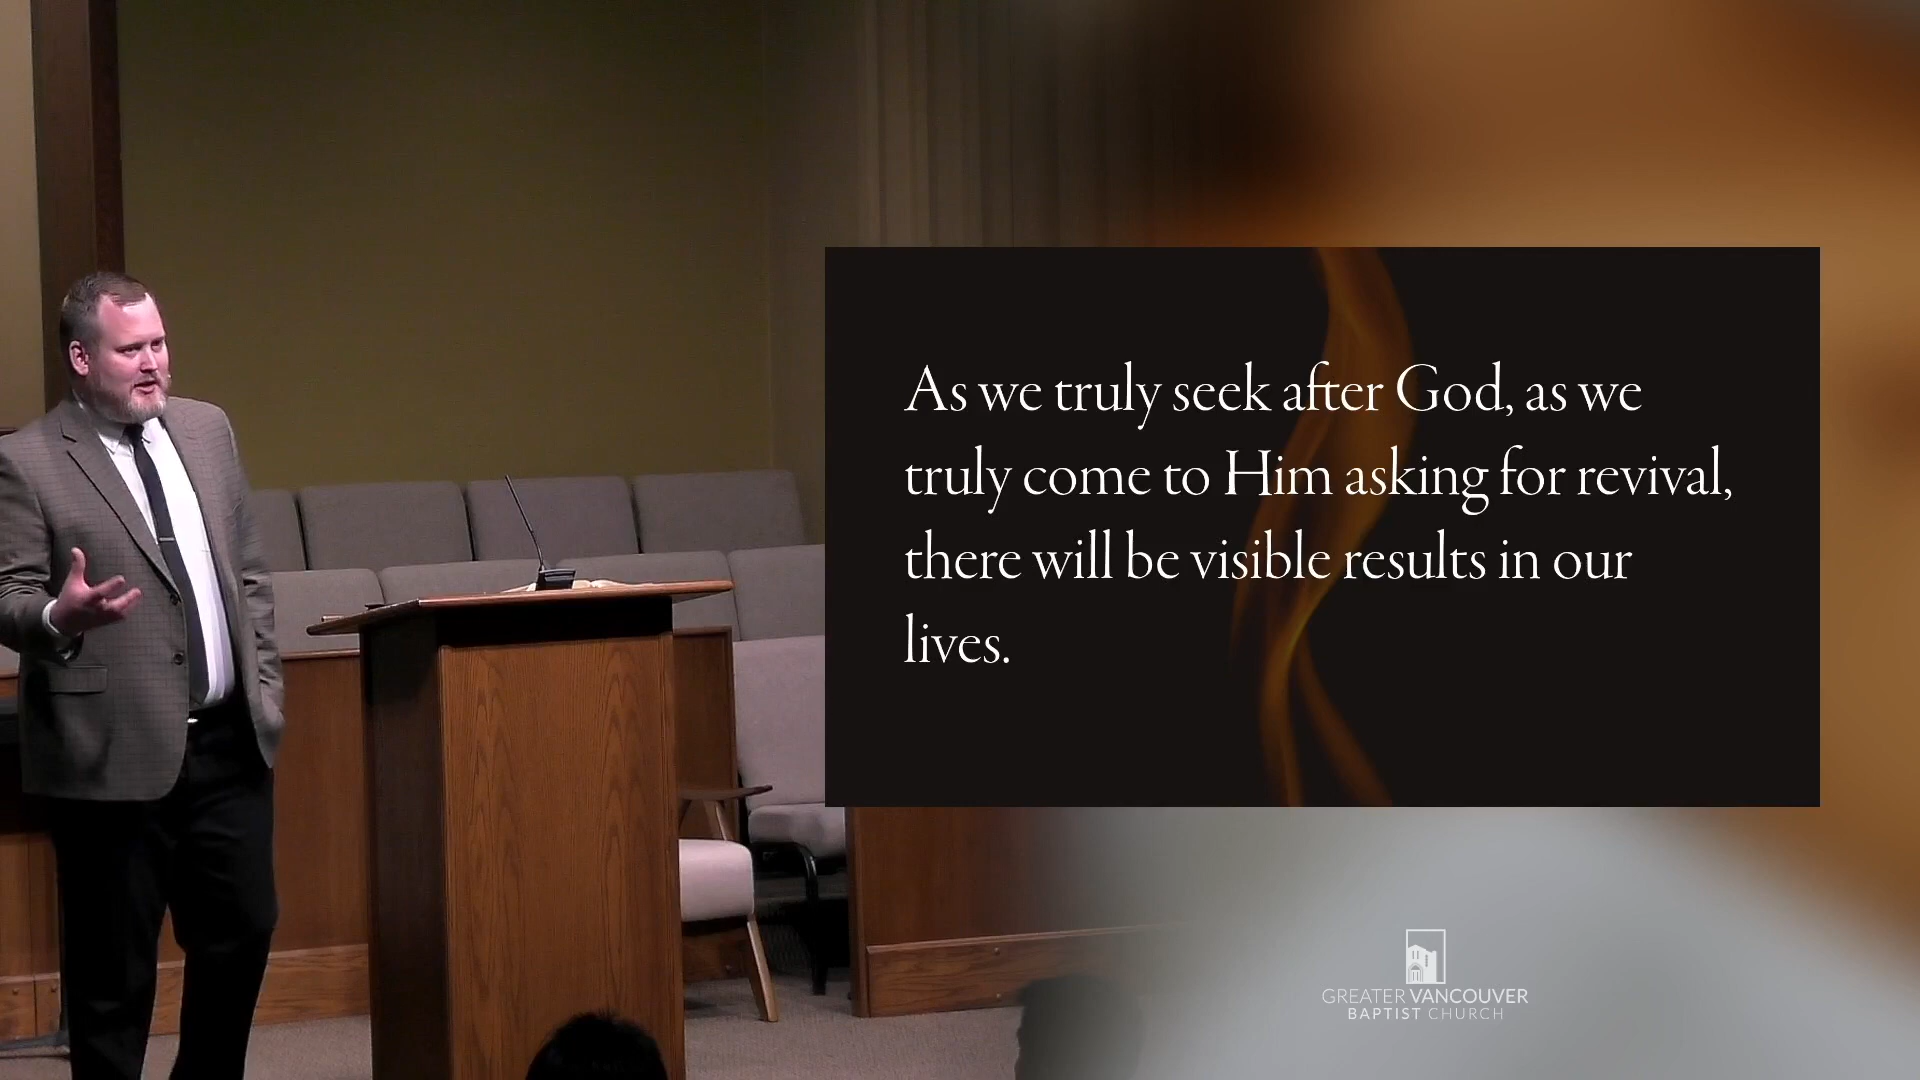 As we truly seek after God, as we
truly come to Him asking for revival,
there will be visible results in our
lives.
GREATER VANCOUVER
BAPTIST CHURCH